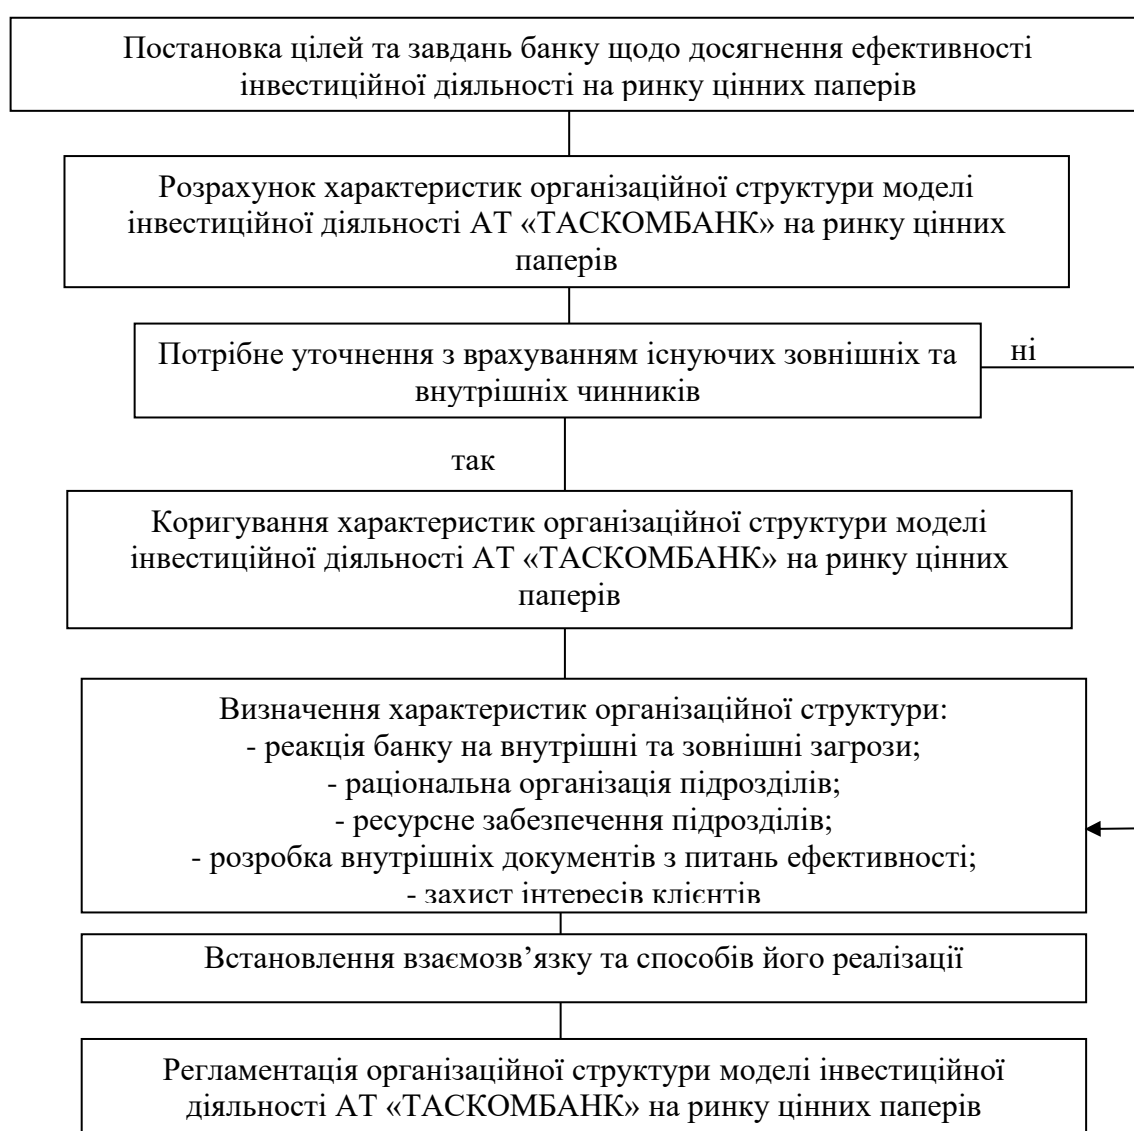 Постановка цілей та завдань банку щодо досягнення ефективності
інвестиційної діяльності на ринку цінних паперів
Розрахунок характеристик організаційної структури моделі
інвестиційної діяльності АТ «ТАСКОМБАНК» на ринку цінних
паперів
Потрібне уточнення з врахуванням існуючих зовнішніх та
внутрішніх чинників
ні
так
Коригування характеристик організаційної структури моделі
інвестиційної діяльності АТ «ТАСКОМБАНК» на ринку цінних
паперів
Визначення характеристик організаційної структури:
- реакція банку на внутрішні та зовнішні загрози;
- раціональна організація підрозділів;
- ресурсне забезпечення підрозділів;
- розробка внутрішніх документів з питань ефективності;
- захист інтересів клієнтів
Встановлення взаємозв’язку та способів його реалізації
Регламентація організаційної структури моделі інвестиційної
діяльності АТ «ТАСКОМБАНК» на ринку цінних паперів